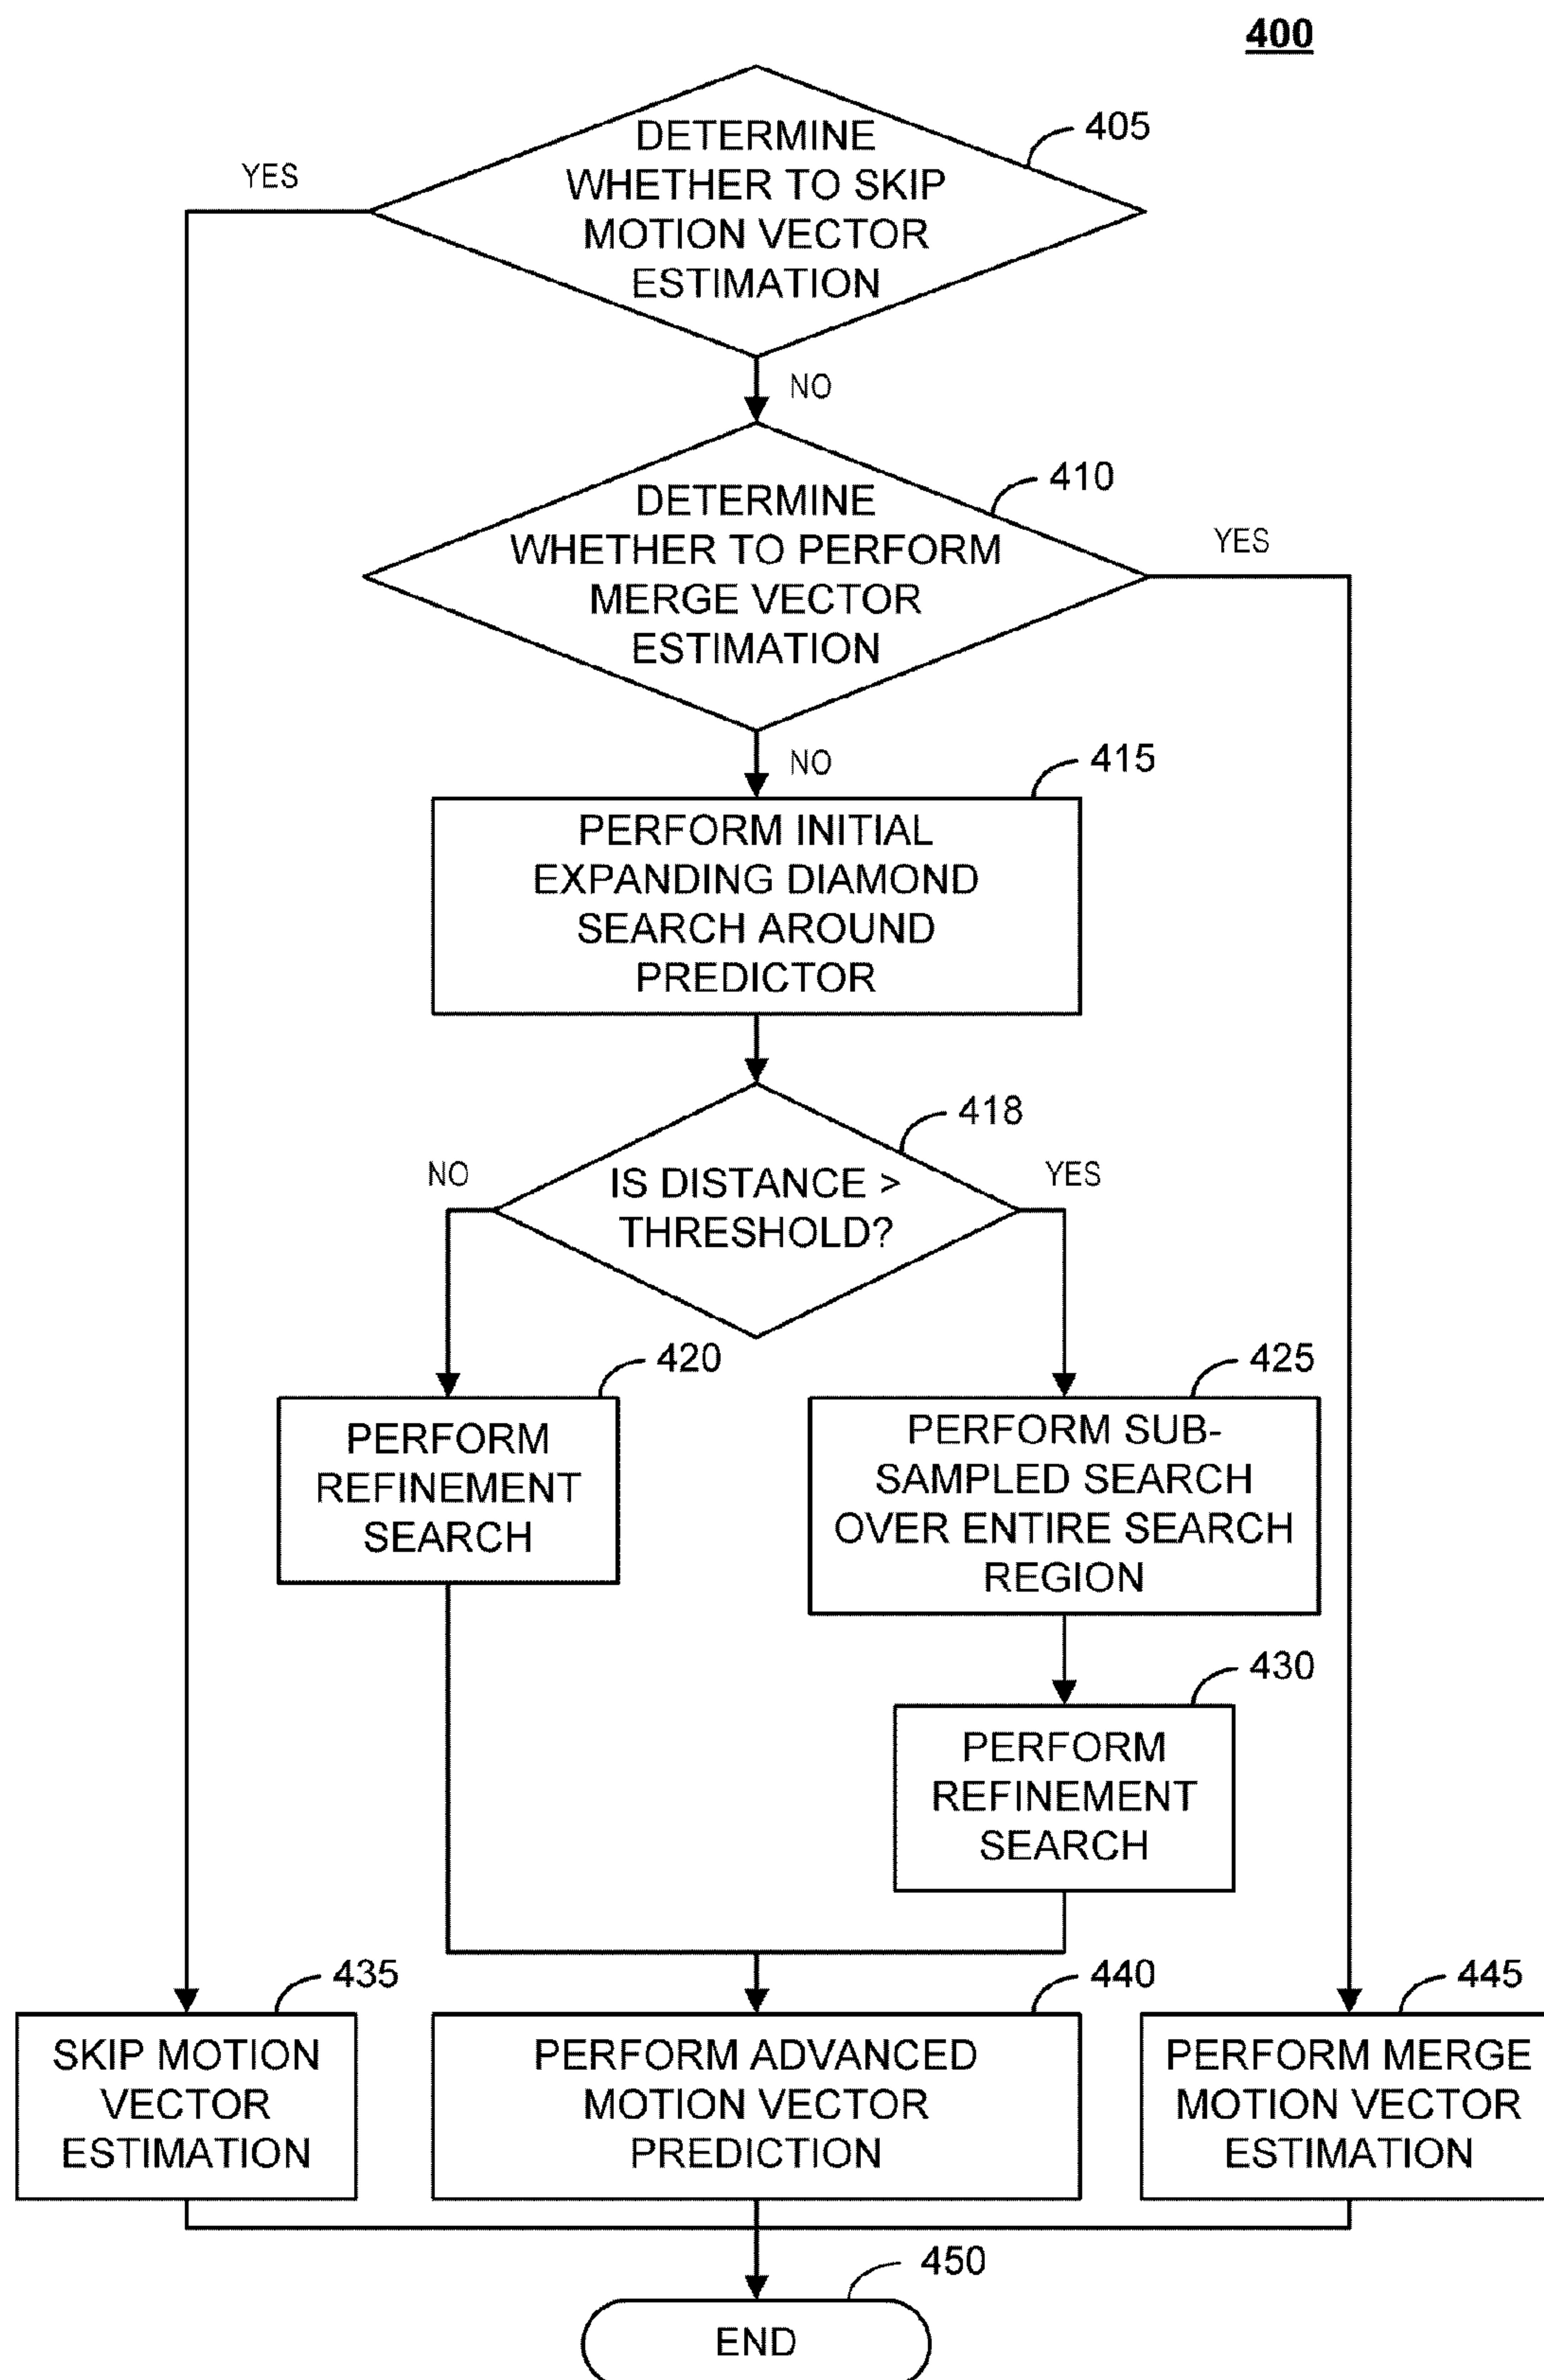 400
405
DETERMINE
WHETHER TO SKIP
MOTION VECTOR
ESTIMATION
YES
NO
410
DETERMINE
WHETHER TO PERFORM
MERGE VECTOR
ESTIMATION
YES
NO
415
PERFORM INITIAL
EXPANDING DIAMOND
SEARCH AROUND
PREDICTOR
418
NO
IS DISTANCE >
THRESHOLD?
YES
420
PERFORM
REFINEMENT
SEARCH
425
PERFORM SUB-
SAMPLED SEARCH
OVER ENTIRE SEARCH
REGION
430
PERFORM
REFINEMENT
SEARCH
435
SKIP MOTION
VECTOR
ESTIMATION
440
PERFORM ADVANCED
MOTION VECTOR
PREDICTION
445
PERFORM MERGE
MOTION VECTOR
ESTIMATION
450
END